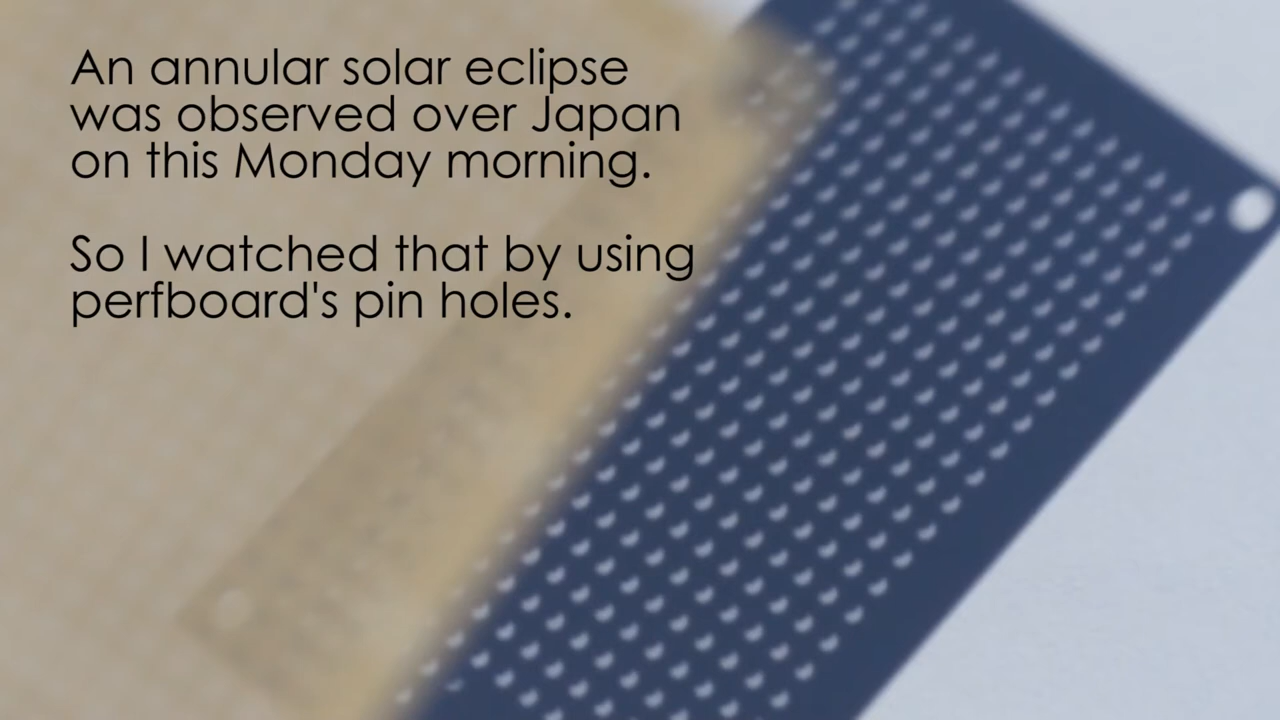 An annular solar eclipse
was observed over Japan
on this Monday morning.
So I watched that by using
perfboard's pin holes.